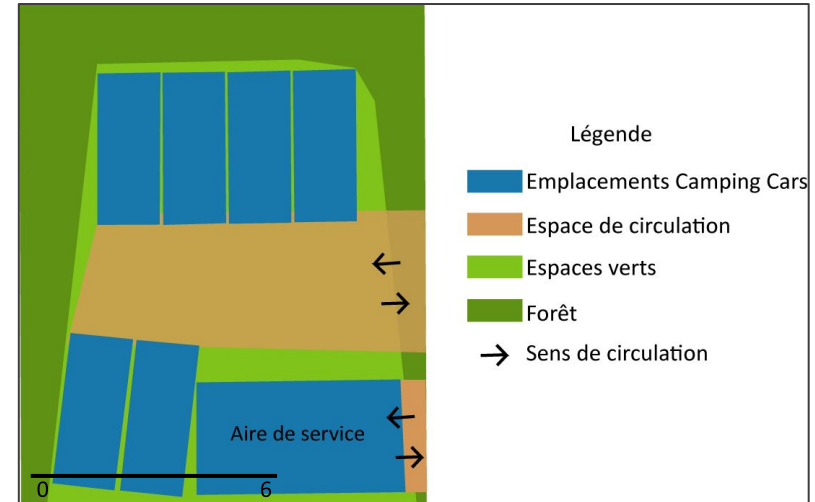 Légende
Emplacements Camping Cars
Espace de circulation
Espaces verts
Forêt
Sens de circulation
Aire de service
0 6